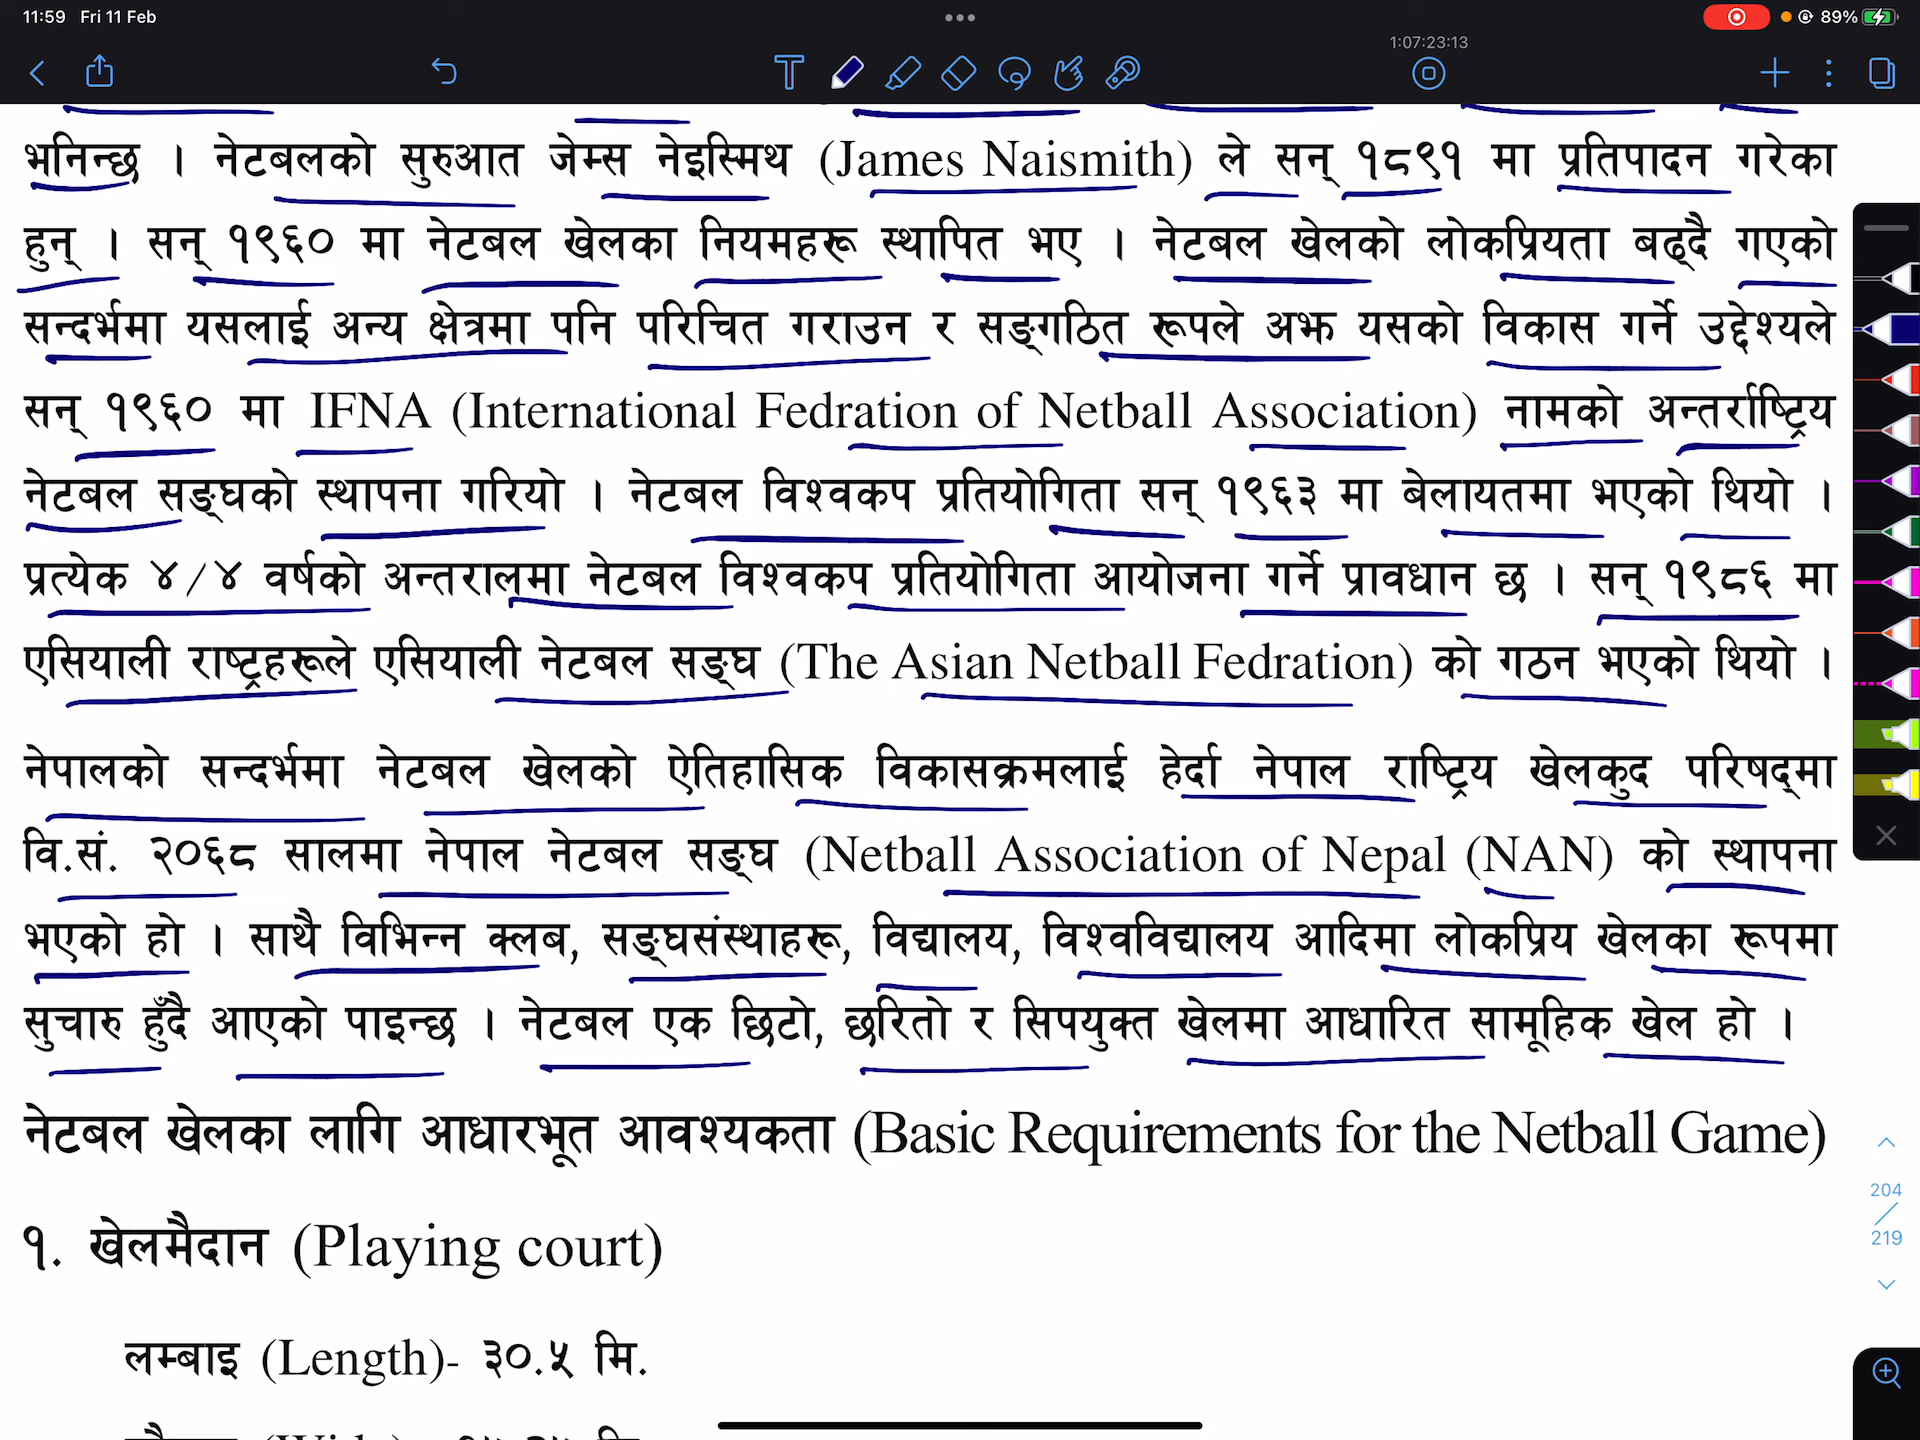 11:59 Fri 11 Feb
89%
1:07:23:13
भनिन्छ । नेटबलको सुरुआत जेम्स नेइस्मिथ (James Naismith) ले सन् १८९१ मा प्रतिपादन गरेका
हुन् । सन् १९६० मा नेटबल खेलका नियमहरू स्थापित भए । नेटबल खेलको लोकप्रियता बढ्दै गएको
सन्दर्भमा यसलाई अन्य क्षेत्रमा पनि परिचित गराउन र सङ्गठित रूपले अझ यसको विकास गर्ने उद्देश्यले
सन् १९६० मा IFNA (International Fedration of Netball Association) नामको अन्तर्राष्ट्रिय
नेटबल सङ्घको स्थापना गरियो । नेटबल विश्वकप प्रतियोगिता सन् १९६३ मा बेलायतमा भएको थियो ।
प्रत्येक ४/४ वर्षको अन्तरालमा नेटबल विश्वकप प्रतियोगिता आयोजना गर्ने प्रावधान छ । सन् १९८६ मा
एसियाली राष्ट्रहरूले एसियाली नेटबल सङ्घ (The Asian Netball Fedration) को गठन भएको थियो ।
नेपालको सन्दर्भमा नेटबल खेलको ऐतिहासिक विकासक्रमलाई हेर्दा नेपाल राष्ट्रिय खेलकुद परिषद्मा
वि.सं. २०६८ सालमा नेपाल नेटबल सङ्घ (Netball Association of Nepal (NAN) को स्थापना
भएको हो । साथै विभिन्न क्लब, सङ्घसंस्थाहरू, विद्यालय, विश्वविद्यालय आदिमा लोकप्रिय खेलका रूपमा
सुचारु हुँदै आएको पाइन्छ । नेटबल एक छिटो, छरितो र सिपयुक्त खेलमा आधारित सामूहिक खेल हो ।
नेटबल खेलका लागि आधारभूत आवश्यकता (Basic Requirements for the Netball Game)
204
/
219
१. खेलमैदान (Playing court)
लम्बाइ (Length)- ३०.५ मि.